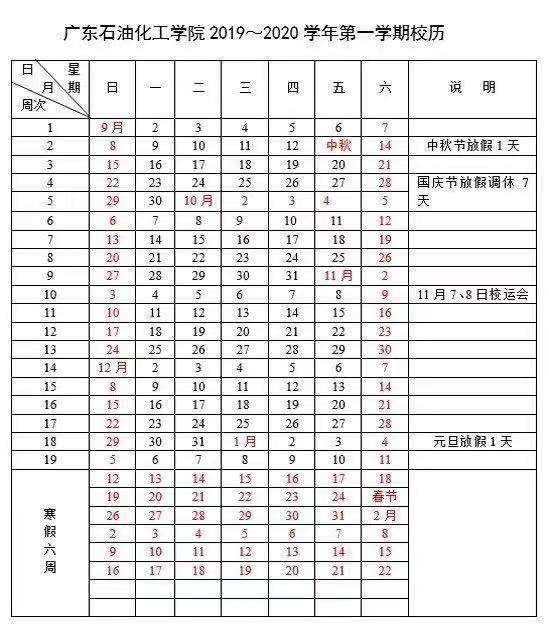 广东石油化工学院 2019～2020 学年第一学期校历
日 月 周次 星期 日 一 二 三 四 五 六 说 明
1 9月 2 3 4 5 6 7
2 8 9 10 11 12 中秋 14 中秋节放假1天
3 15 16 17 18 19 20 21
4 22 23 24 25 26 27 28 国庆节放假调休 7
5 29 30 10月 2 3 4 5 天
6 6 7 8 9 10 11 12
7 13 14 15 16 17 18 19
8 20 21 22 23 24 25 26
9 27 28 29 30 31 11月 2
10 3 4 5 6 7 8 9 11月7、8日校运会
11 10 11 12 13 14 15 16
12 17 18 19 20 21 22 23
13 24 25 26 27 28 29 30
14 12月 2 3 4 5 6 7
15 8 9 10 11 12 13 14
16 15 16 17 18 19 20 21
17 22 23 24 25 26 27 28
18 29 30 31 1月 2 3 4 元旦放假1天
19 5 6 7 8 9 10 11
寒假六周 12 13 14 15 16 17 18
19 20 21 22 23 24 春节
26 27 28 29 30 31 2月
2 3 4 5 6 7 8
9 10 11 12 13 14 15
16 17 18 19 20 21 22